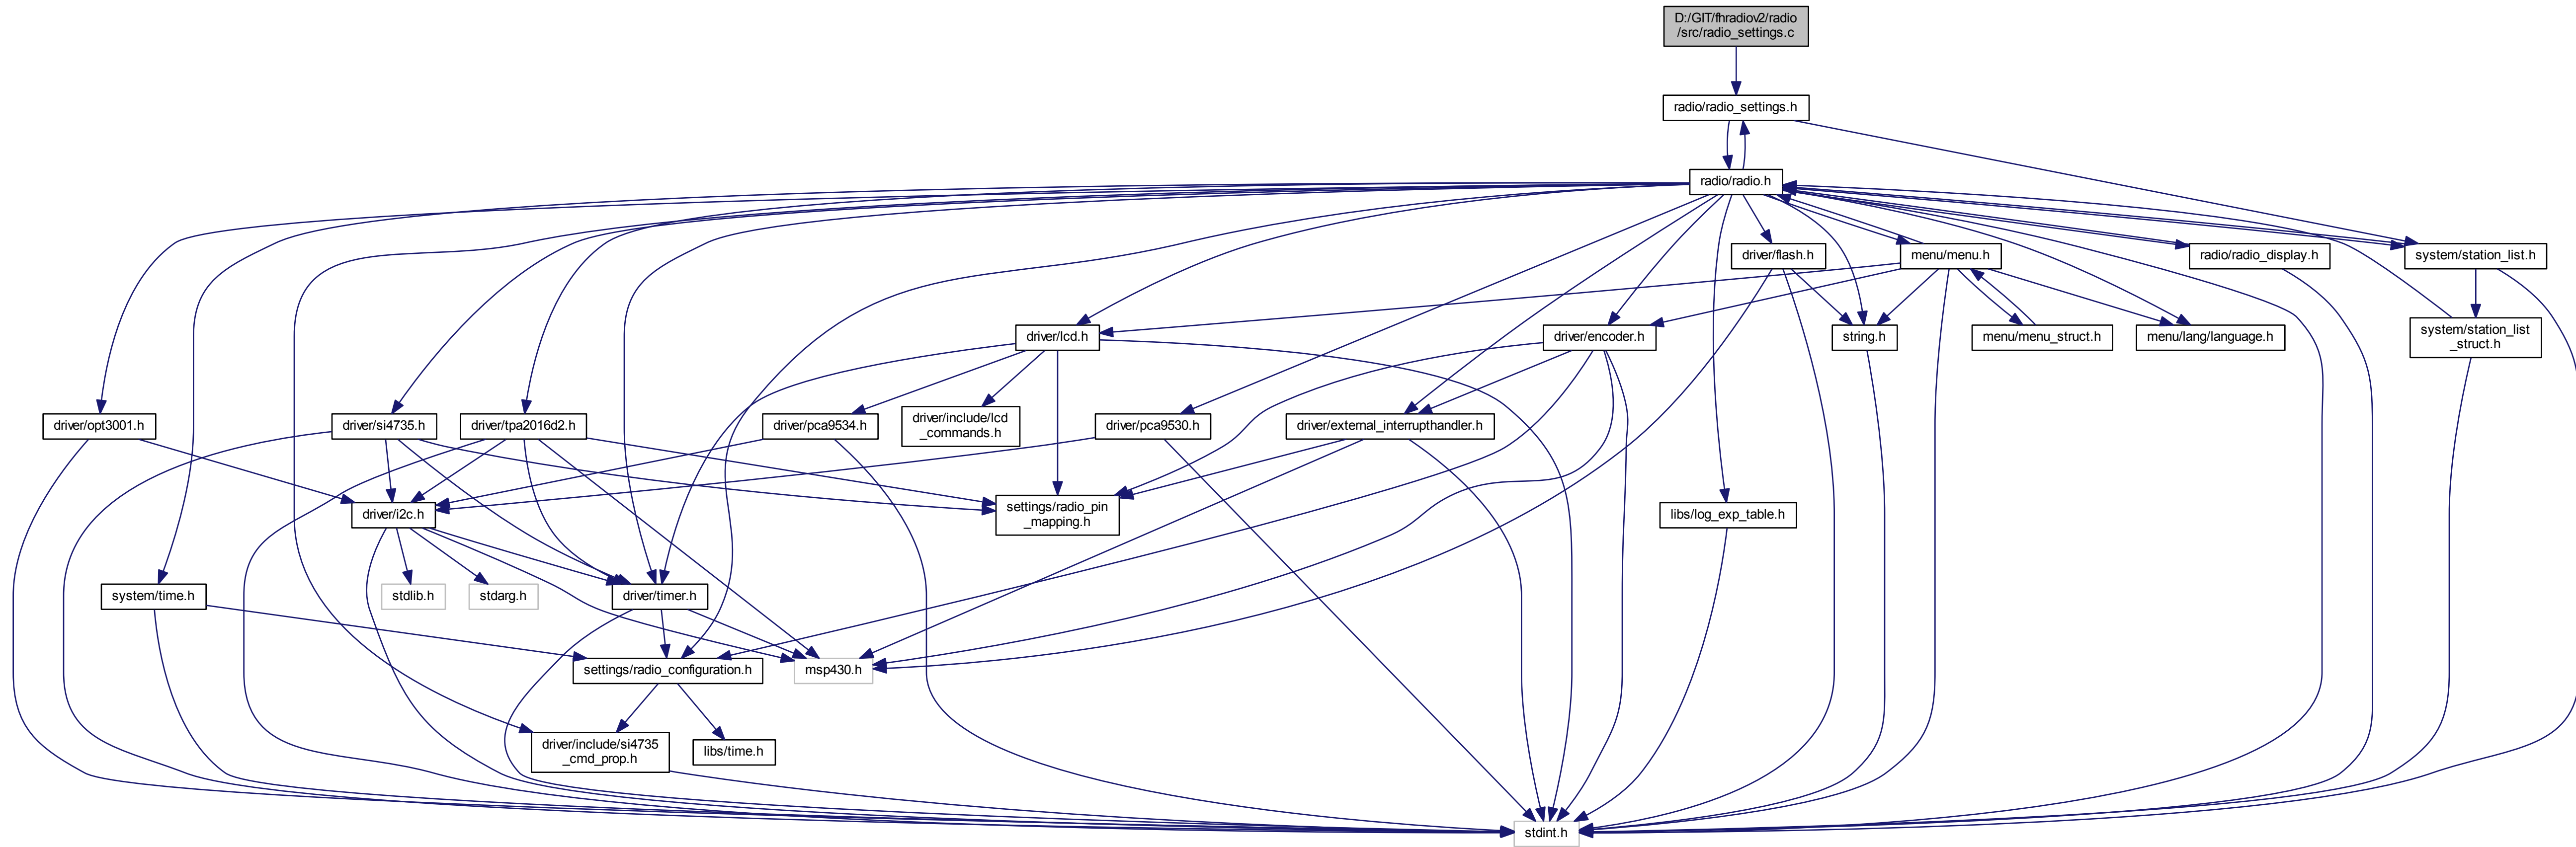 D:/GIT/fhradiov2/radio
/src/radio_settings.c
radio/radio_settings.h
radio/radio.h
driver/flash.h
menu/menu.h
radio/radio_display.h
system/station_list.h
driver/lcd.h
driver/encoder.h
string.h
menu/menu_struct.h
menu/lang/language.h
system/station_list
_struct.h
driver/opt3001.h
driver/si4735.h
driver/tpa2016d2.h
driver/pca9534.h
driver/include/lcd
_commands.h
driver/pca9530.h
driver/external_interrupthandler.h
driver/i2c.h
settings/radio_pin
_mapping.h
libs/log_exp_table.h
system/time.h
stdlib.h
stdarg.h
driver/timer.h
settings/radio_configuration.h
msp430.h
driver/include/si4735
_cmd_prop.h
libs/time.h
stdint.h